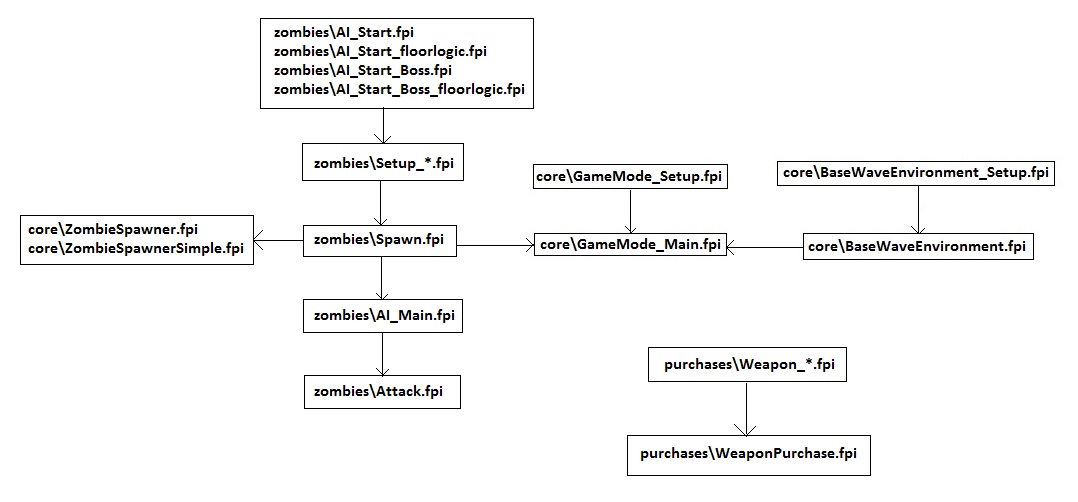 zombies\AI_Start.fpi
zombies\AI_Start_floorlogic.fpi
zombies\AI_Start_Boss.fpi
zombies\AI_Start_Boss_floorlogic.fpi
zombies\Setup_*.fpi
core\GameMode_Setup.fpi
core\BaseWaveEnvironment_Setup.fpi
core\ZombieSpawner.fpi
core\ZombieSpawnerSimple.fpi
zombies\Spawn.fpi
core\GameMode_Main.fpi
core\BaseWaveEnvironment.fpi
zombies\AI_Main.fpi
purchases\Weapon_*.fpi
zombies\Attack.fpi
purchases\WeaponPurchase.fpi